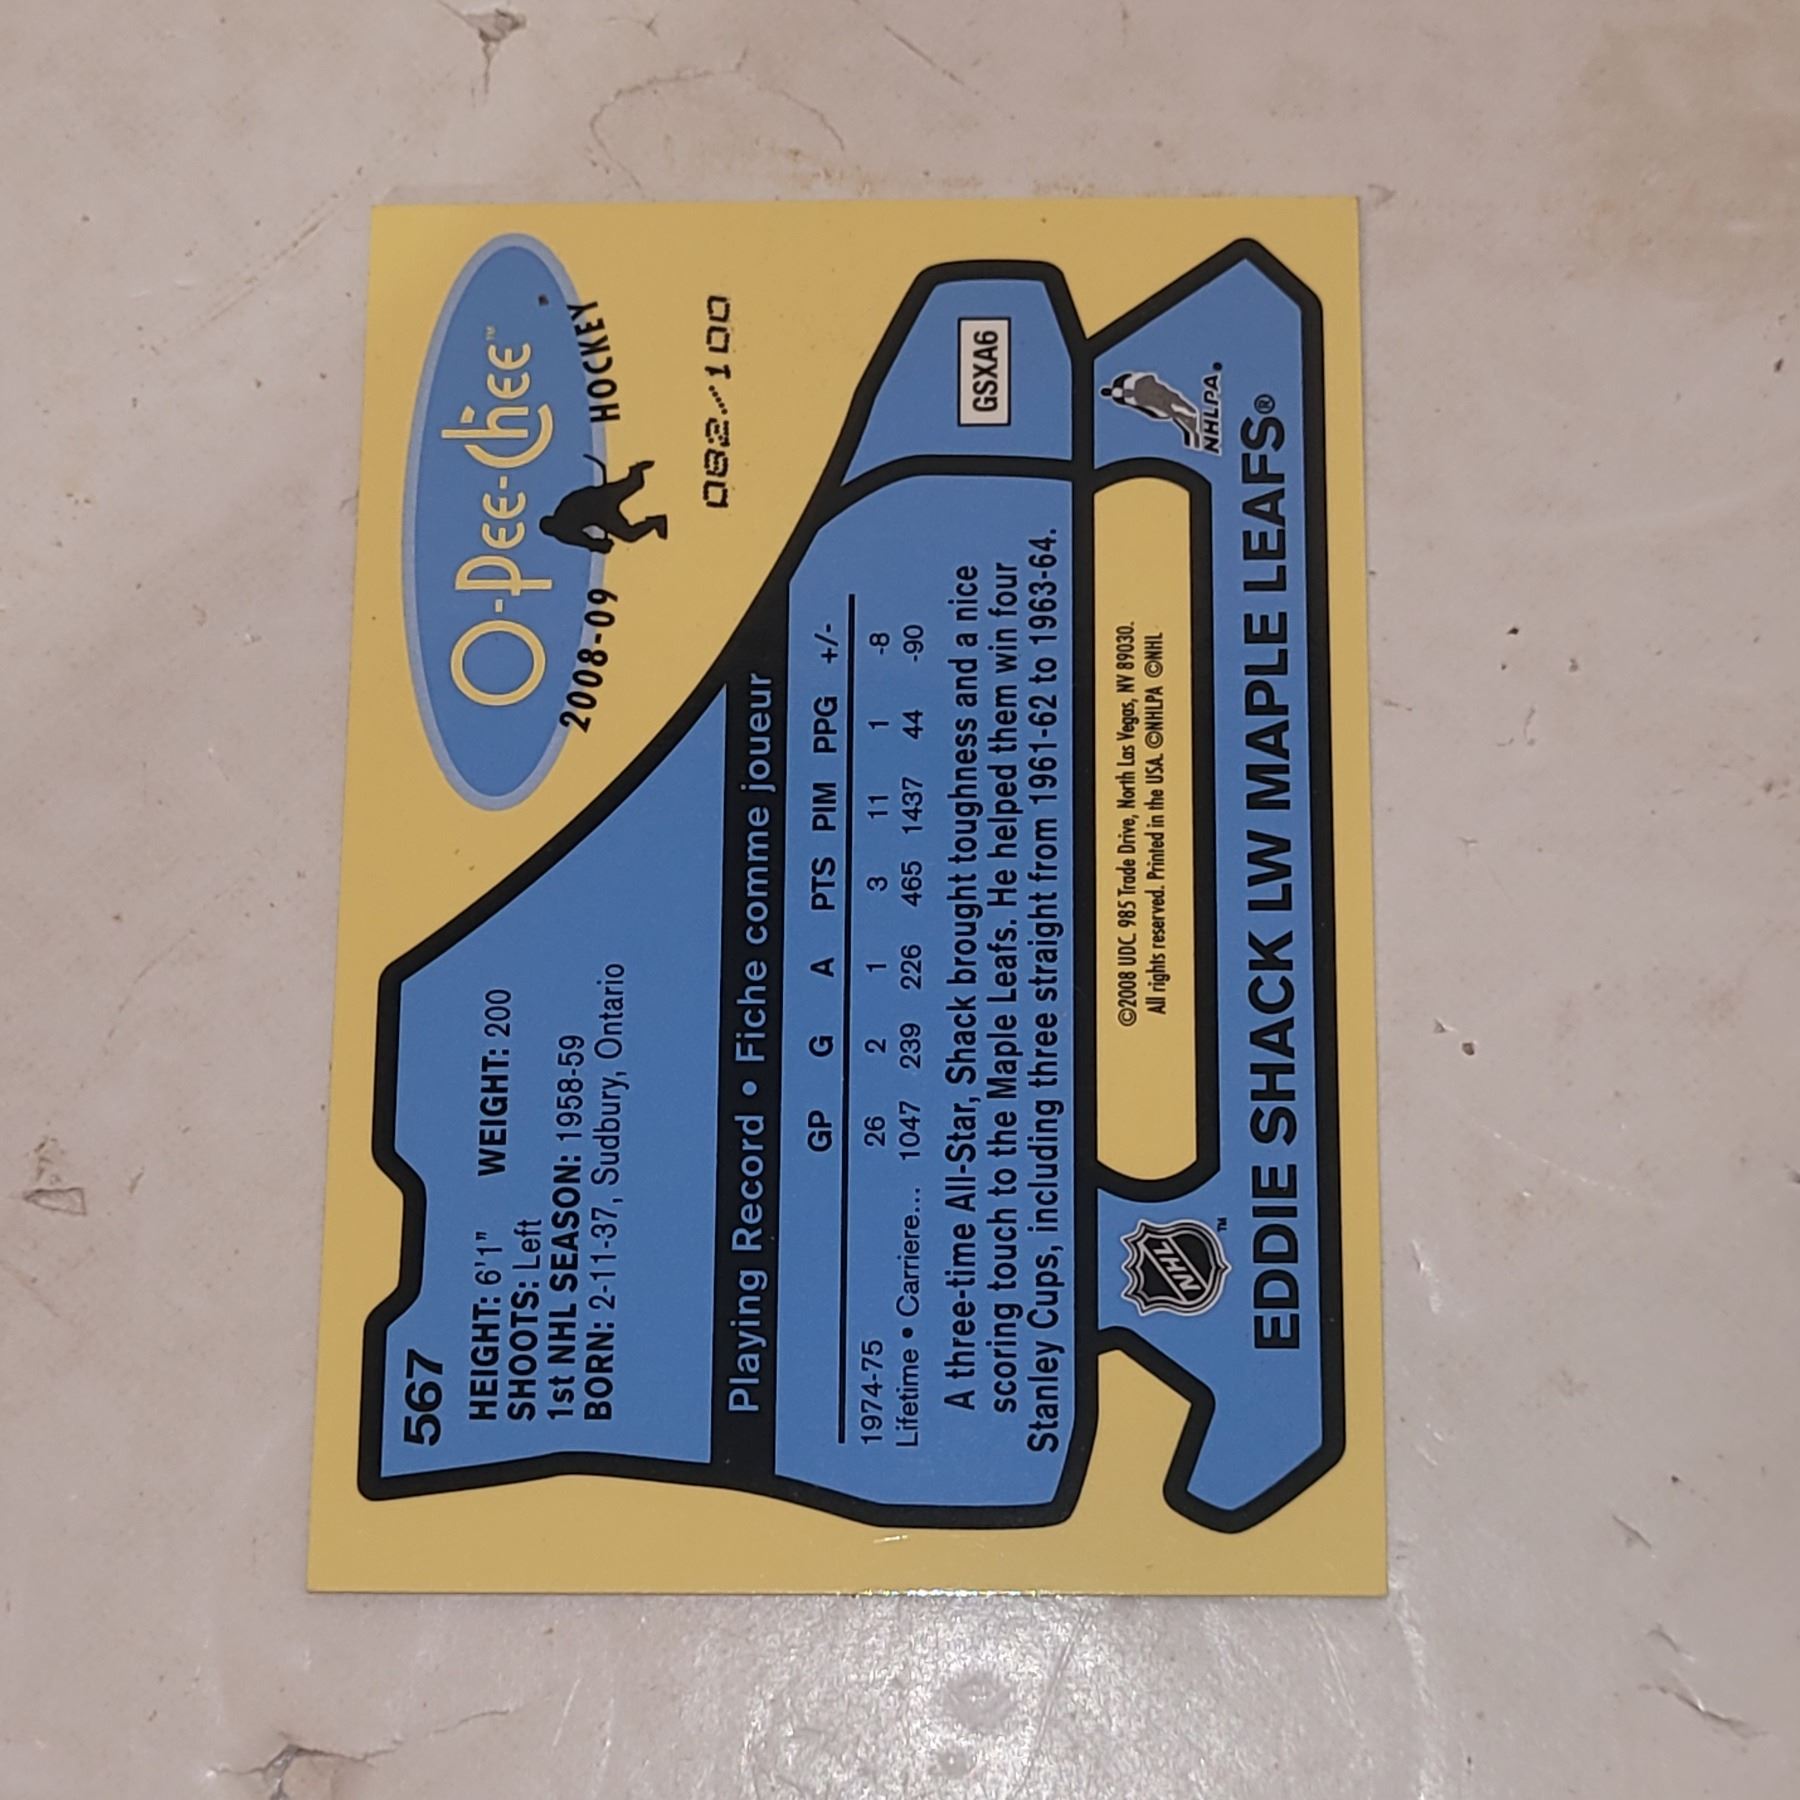 O-Pee-Chee™
2008-09 HOCKEY
082/100
567
HEIGHT: 6'1" WEIGHT: 200
SHOOTS: Left
1st NHL SEASON: 1958-59
BORN: 2-11-37, Sudbury, Ontario
Playing Record • Fiche comme joueur
GP G A PTS PIM PPG +/-
1974-75 26 2 1 3 11 1 -8
Lifetime • Carriere... 1047 239 226 465 1437 44 -90
A three-time All-Star, Shack brought toughness and a nice
scoring touch to the Maple Leafs. He helped them win four
Stanley Cups, including three straight from 1961-62 to 1963-64.
GSXA6
©2008 UDC 985 Trade Drive, North Las Vegas, NV 89030.
All rights reserved. Printed in the USA. ©NHLPA ©NHL
NHL™
NHLPA®
EDDIE SHACK LW MAPLE LEAFS®